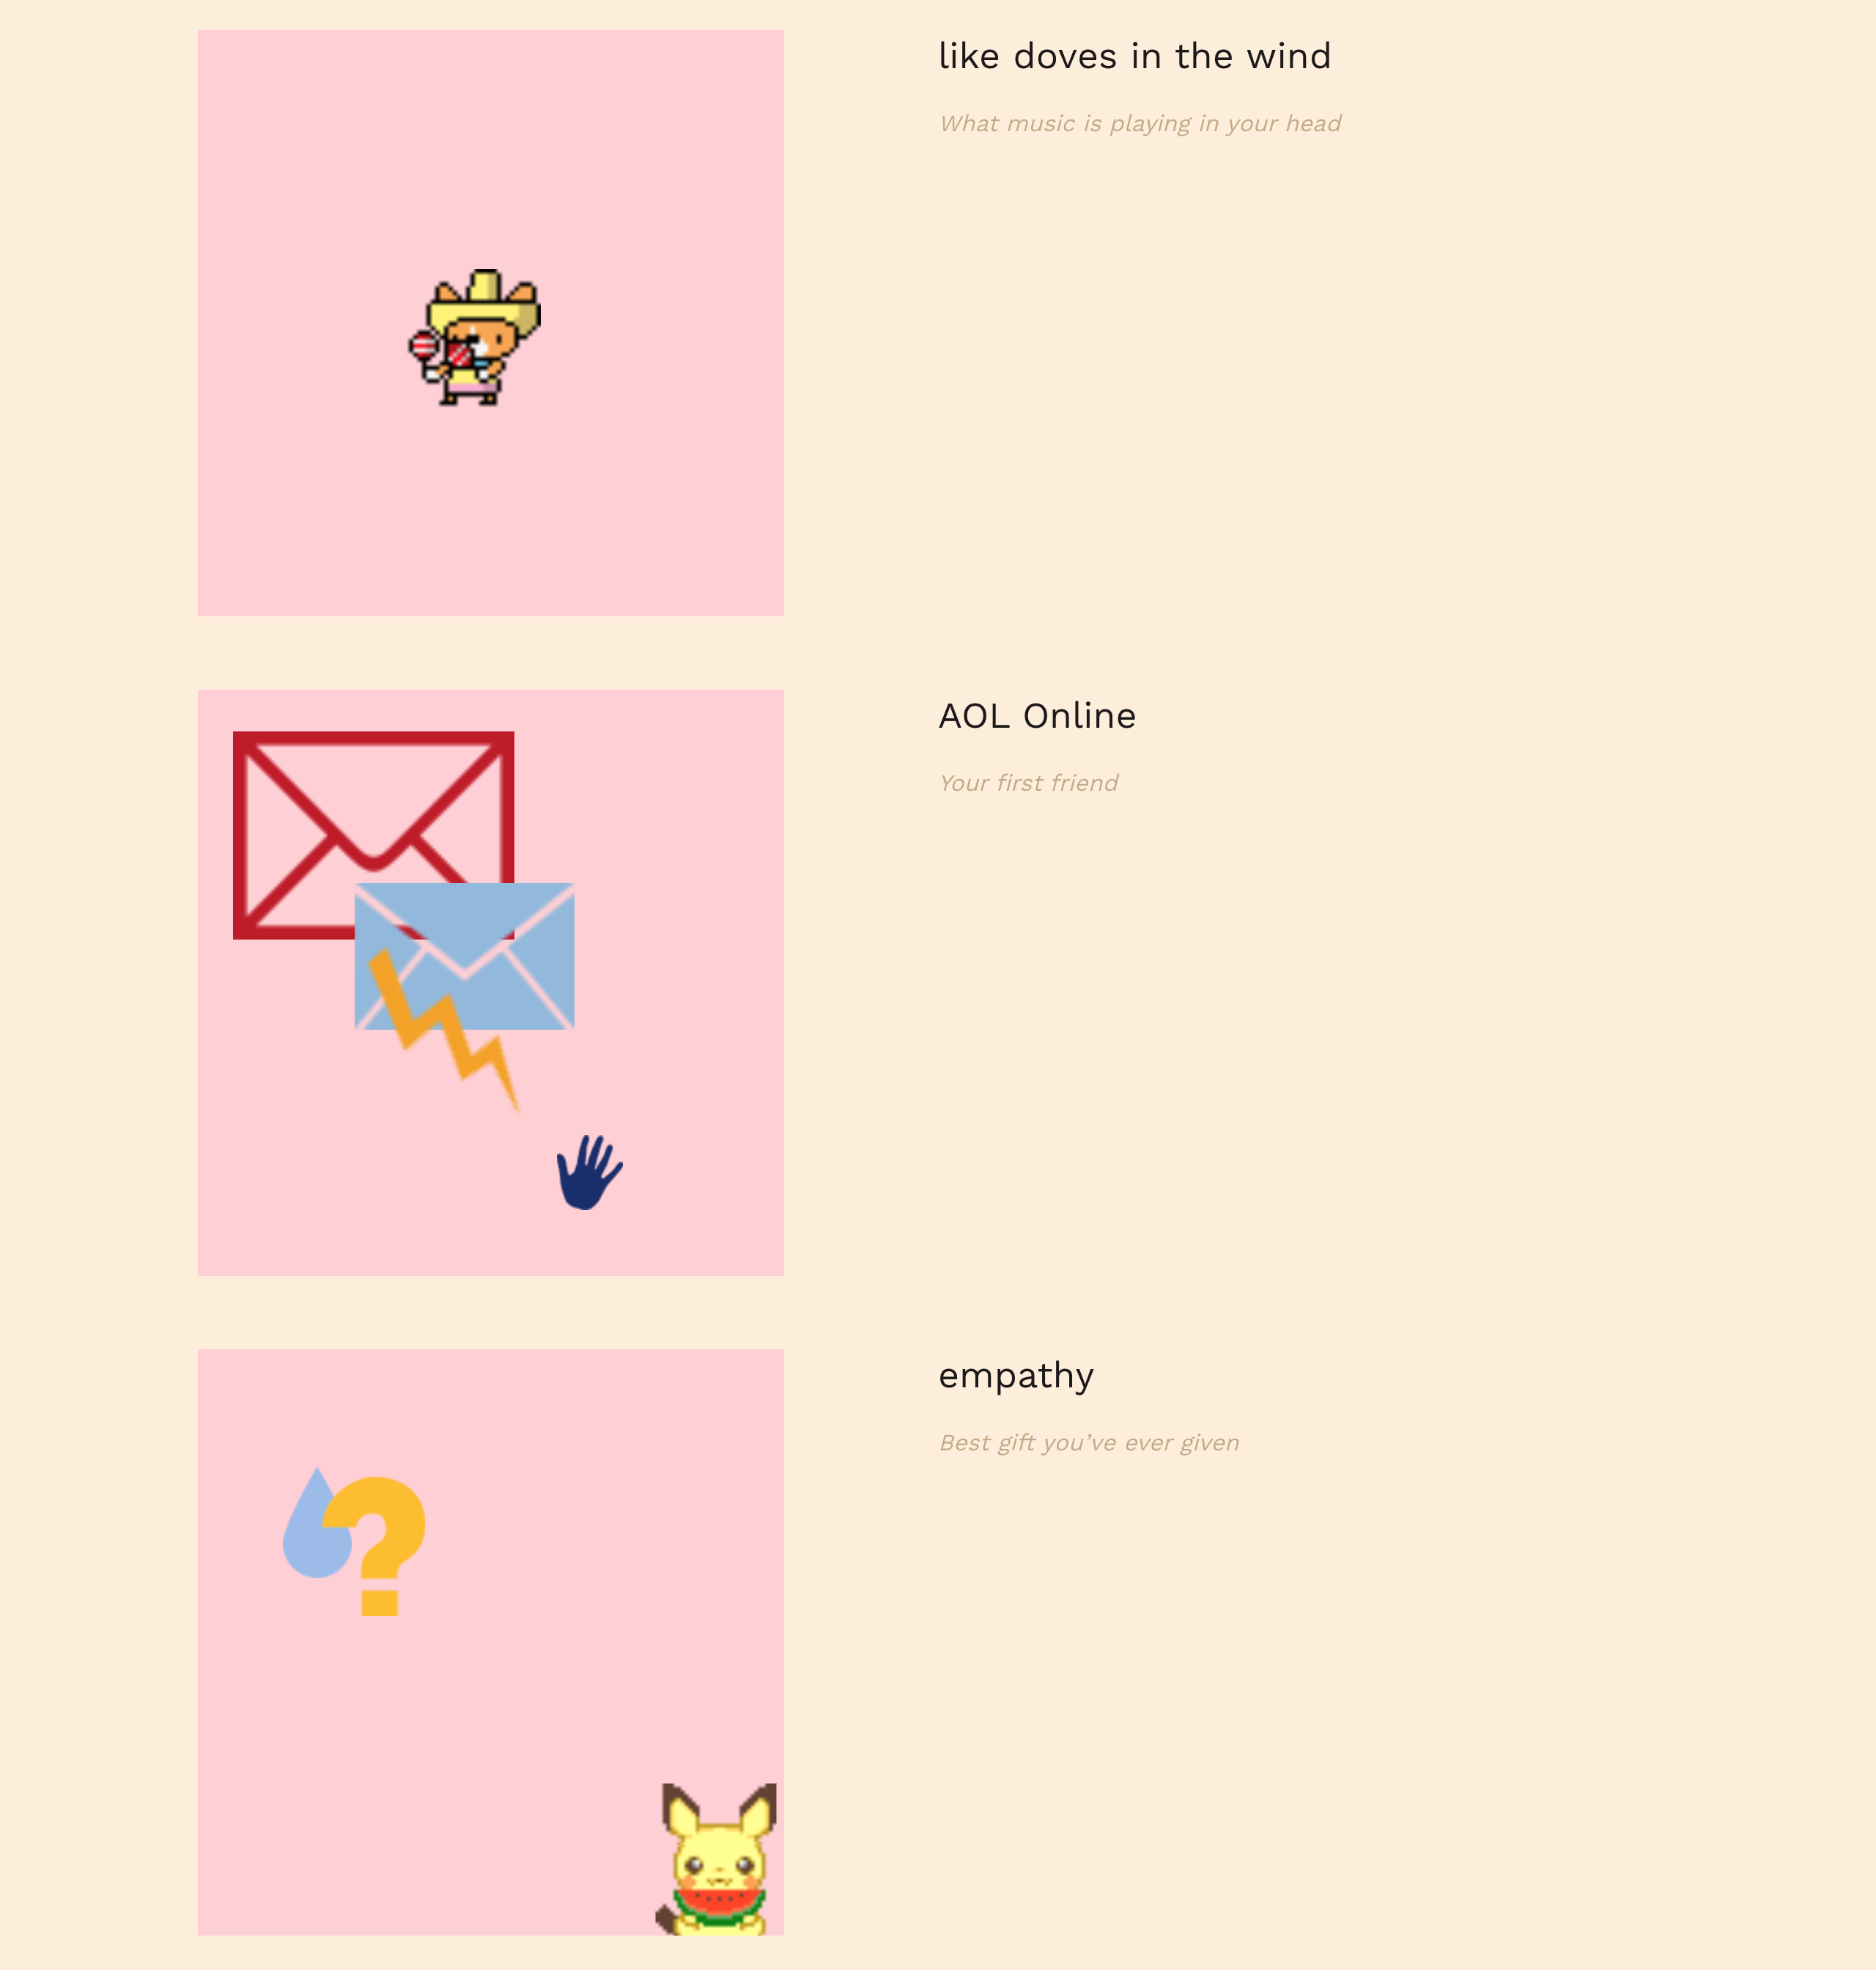 like doves in the wind
What music is playing in your head
AOL Online
Your first friend
empathy
Best gift you’ve ever given